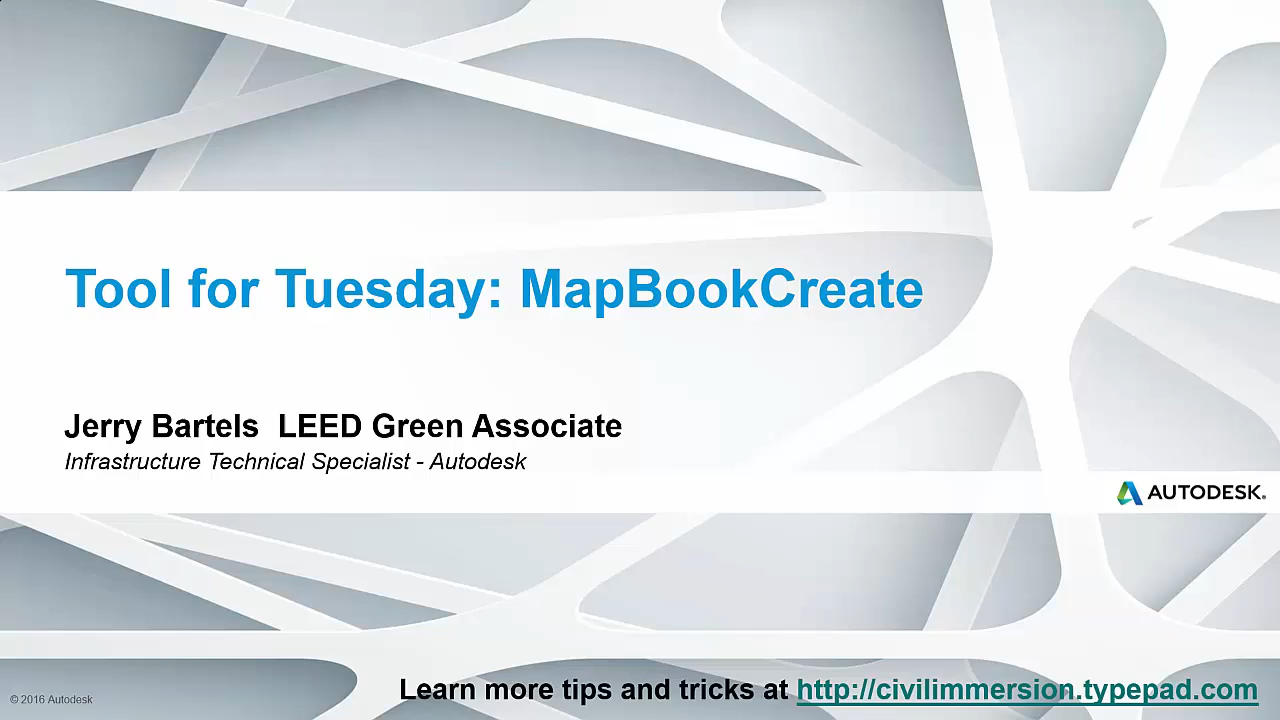 Tool for Tuesday: MapBookCreate
Jerry Bartels  LEED Green Associate
Infrastructure Technical Specialist - Autodesk
AUTODESK.
Learn more tips and tricks at http://civilimmersion.typepad.com
© 2016 Autodesk